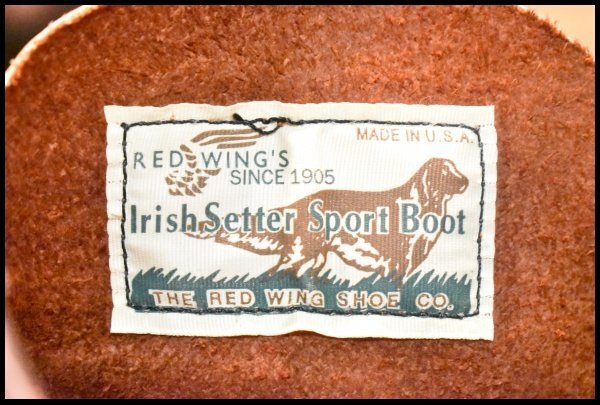 MADE IN U.S.A.
RED WING'S
SINCE 1905
Irish Setter Sport Boot
THE RED WING SHOE CO.